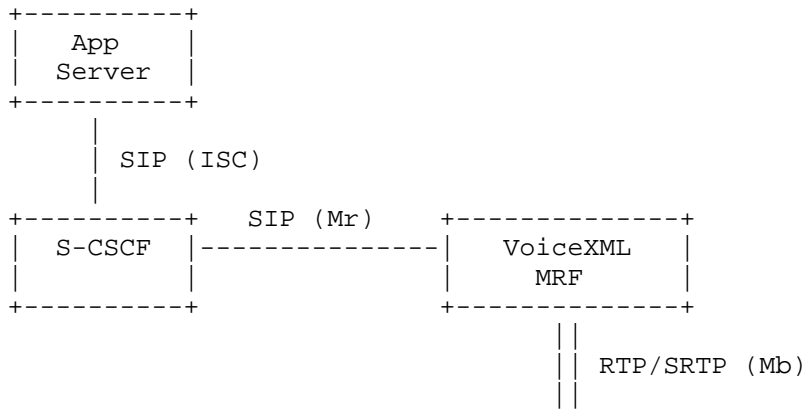 App
Server
SIP (ISC)
SIP (Mr)
S-CSCF
VoiceXML
MRF
RTP/SRTP (Mb)